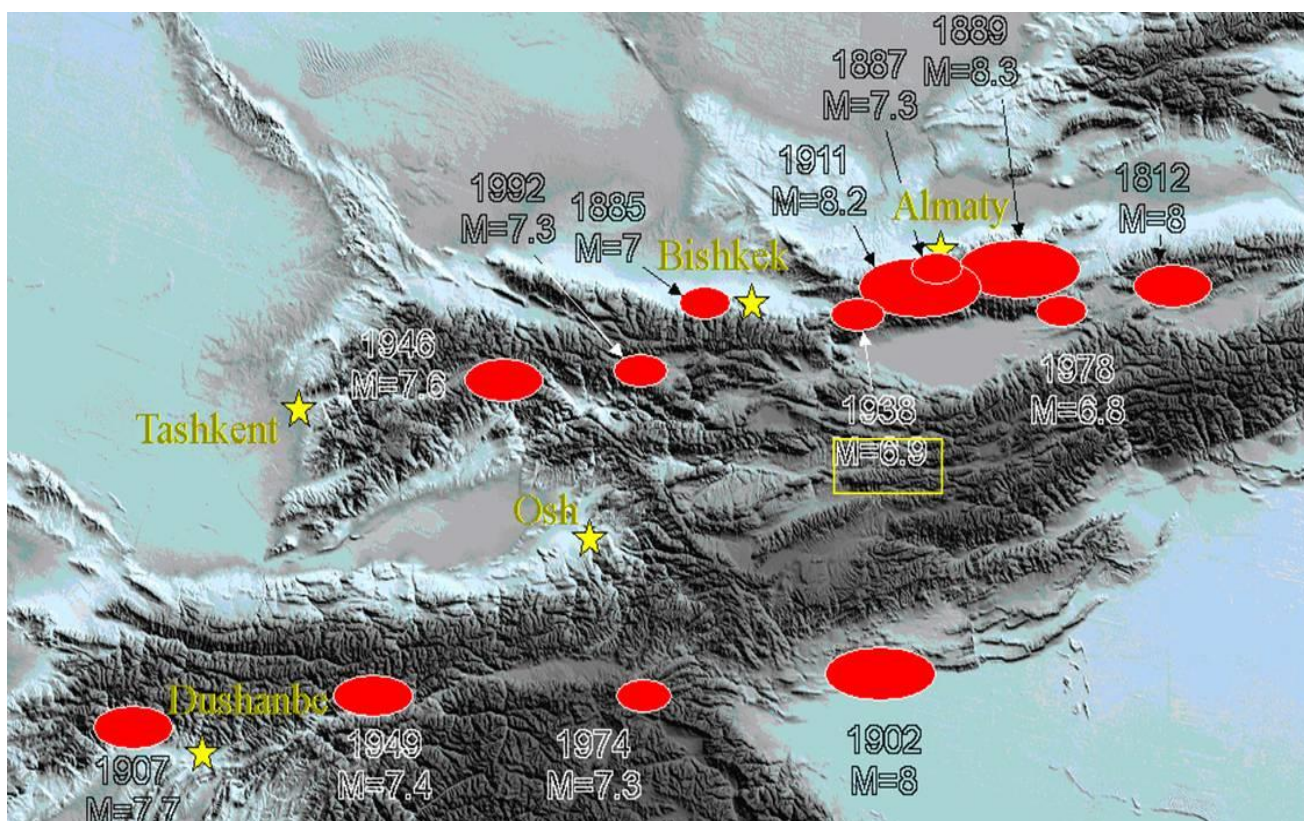 1889
M=8.3
1887
M=7.3
1911
M=8.2
Almaty
1812
M=8
1992
M=7.3
1885
M=7
Bishkek
1946
M=7.6
Tashkent
1938
M=6.9
1978
M=6.8
Osh
Dushanbe
1907
M=7.7
1949
M=7.4
1974
M=7.3
1902
M=8